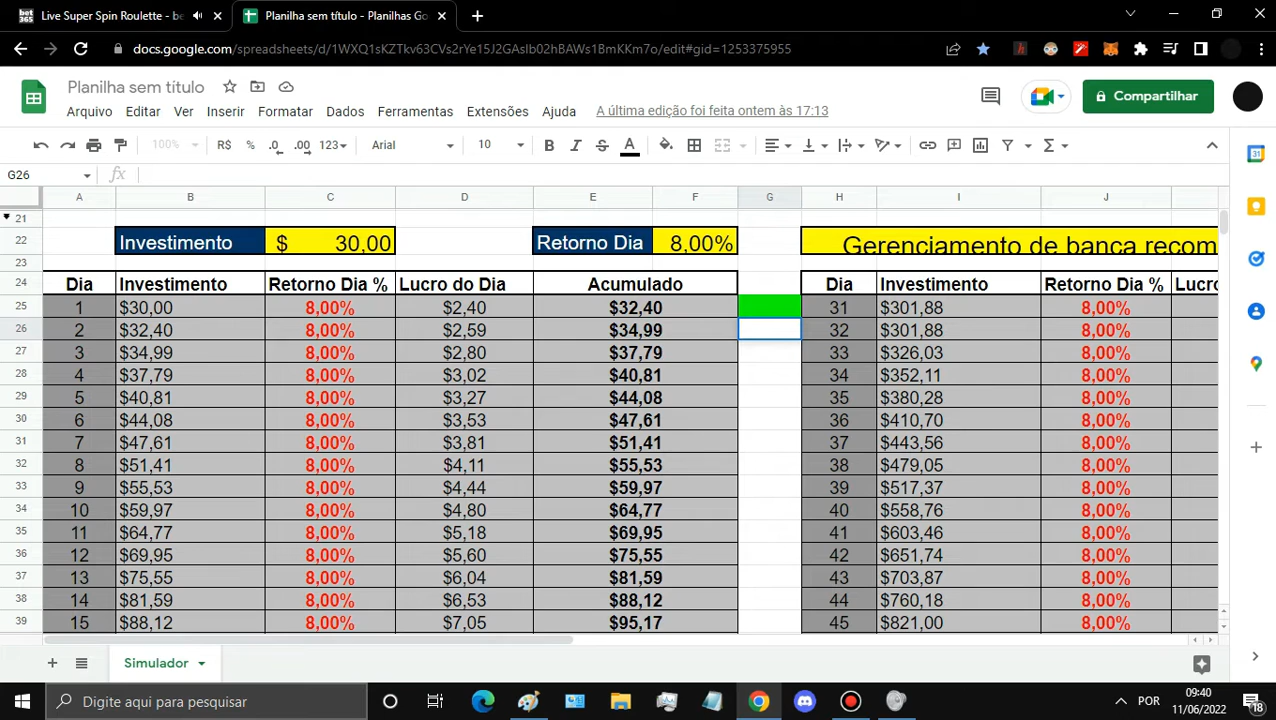 bet365 Live Super Spin Roulette - be
Planilha sem título - Planilhas Go
docs.google.com/spreadsheets/d/1WXQ1sKZTkv63CVs2rYe15J2GAslb02hBAWs1BmKKm7o/edit#gid=1253375955
Planilha sem título
Arquivo Editar Ver Inserir Formatar Dados Ferramentas Extensões Ajuda A última edição foi feita ontem às 17:13
Compartilhar
100% R$ % .0 .00 123 Arial 10 B I S A
G26 fx
A B C D E F G H I J
21
22 Investimento $ 30,00 Retorno Dia 8,00% Gerenciamento de banca recom
23
24 Dia Investimento Retorno Dia % Lucro do Dia Acumulado Dia Investimento Retorno Dia % Lucro
25 1 $30,00 8,00% $2,40 $32,40 31 $301,88 8,00%
26 2 $32,40 8,00% $2,59 $34,99 32 $301,88 8,00%
27 3 $34,99 8,00% $2,80 $37,79 33 $326,03 8,00%
28 4 $37,79 8,00% $3,02 $40,81 34 $352,11 8,00%
29 5 $40,81 8,00% $3,27 $44,08 35 $380,28 8,00%
30 6 $44,08 8,00% $3,53 $47,61 36 $410,70 8,00%
31 7 $47,61 8,00% $3,81 $51,41 37 $443,56 8,00%
32 8 $51,41 8,00% $4,11 $55,53 38 $479,05 8,00%
33 9 $55,53 8,00% $4,44 $59,97 39 $517,37 8,00%
34 10 $59,97 8,00% $4,80 $64,77 40 $558,76 8,00%
35 11 $64,77 8,00% $5,18 $69,95 41 $603,46 8,00%
36 12 $69,95 8,00% $5,60 $75,55 42 $651,74 8,00%
37 13 $75,55 8,00% $6,04 $81,59 43 $703,87 8,00%
38 14 $81,59 8,00% $6,53 $88,12 44 $760,18 8,00%
39 15 $88,12 8,00% $7,05 $95,17 45 $821,00 8,00%
Simulador
Digite aqui para pesquisar
POR
09:40
11/06/2022
18